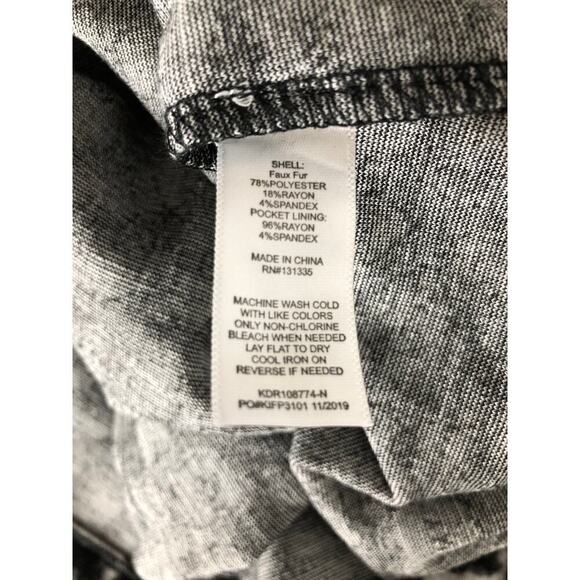 SHELL:
Faux Fur
78%POLYESTER
18%RAYON
4%SPANDEX
POCKET LINING:
96%RAYON
4%SPANDEX
MADE IN CHINA
RN#131335
MACHINE WASH COLD
WITH LIKE COLORS
ONLY NON-CHLORINE
BLEACH WHEN NEEDED
LAY FLAT TO DRY
COOL IRON ON
REVERSE IF NEEDED
KDR108774-N
PO#KIFP3101 11/2019